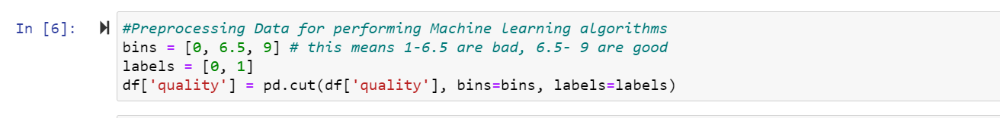 In [6]:
#Preprocessing Data for performing Machine Learning algorithms
bins = [0, 6.5, 9] # this means 1-6.5 are bad, 6.5- 9 are good
labels = [0, 1]
df['quality'] = pd.cut(df['quality'], bins=bins, labels=labels)